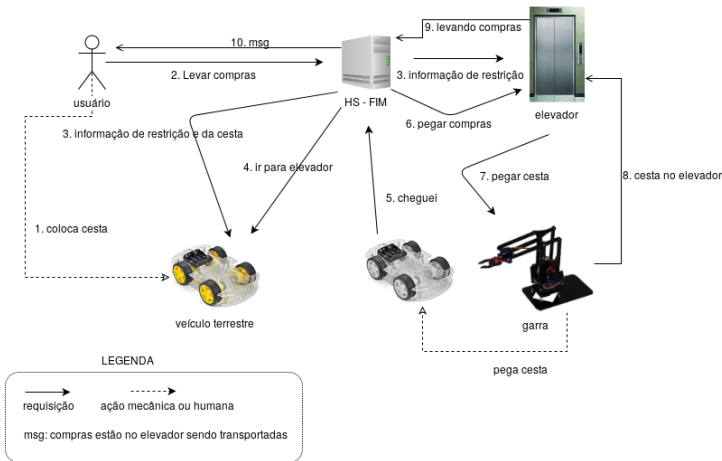 9. levando compras
10. msg
2. Levar compras
3. informação de restrição
usuário
HS - FIM
elevador
6. pegar compras
3. informação de restrição e da cesta
4. ir para elevador
7. pegar cesta
8. cesta no elevador
5. cheguei
1. coloca cesta
veículo terrestre
garra
pega cesta
LEGENDA
requisição
ação mecânica ou humana
msg: compras estão no elevador sendo transportadas